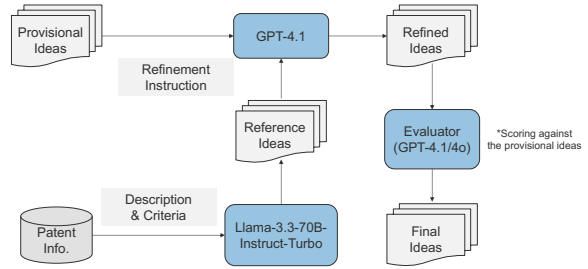 Provisional
Ideas
GPT-4.1
Refined
Ideas
Refinement
Instruction
Reference
Ideas
Evaluator
(GPT-4.1/4o)
*Scoring against
the provisional ideas
Description
& Criteria
Patent
Info.
Llama-3.3-70B-
Instruct-Turbo
Final
Ideas